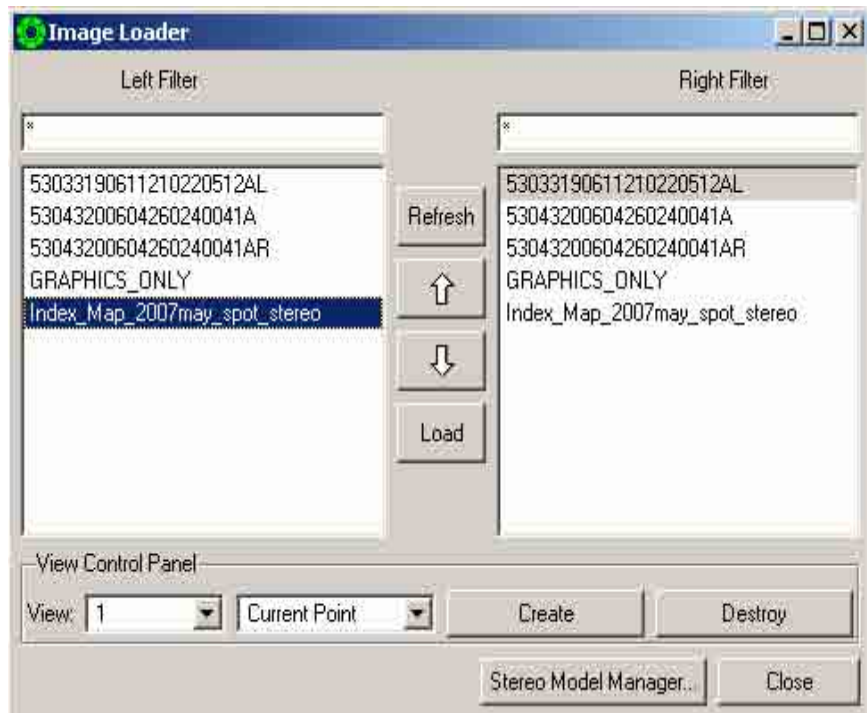 Image Loader
Left Filter
Right Filter
*
*
53033190611210220512AL
53043200604260240041A
53043200604260240041AR
GRAPHICS_ONLY
Index_Map_2007may_spot_stereo
Refresh
Load
53033190611210220512AL
53043200604260240041A
53043200604260240041AR
GRAPHICS_ONLY
Index_Map_2007may_spot_stereo
View Control Panel
View: 1 Current Point Create Destroy
Stereo Model Manager... Close